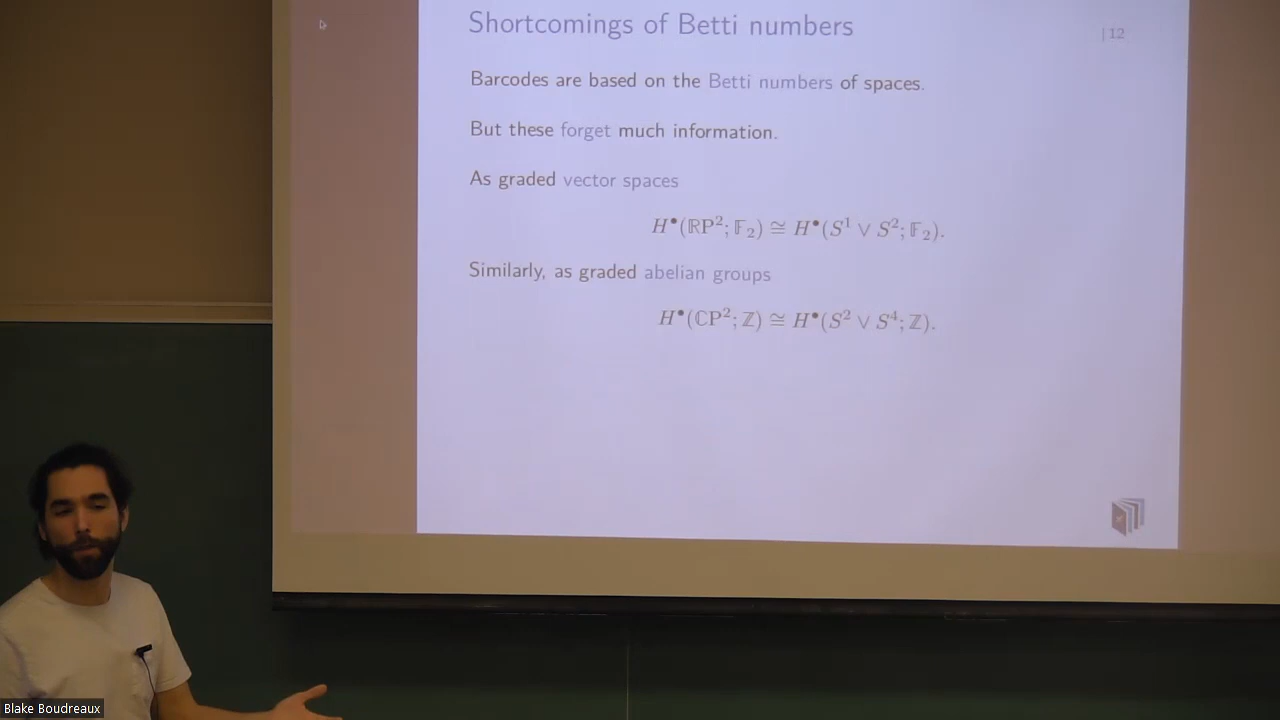 Shortcomings of Betti numbers
| 12
Barcodes are based on the Betti numbers of spaces.
But these forget much information.
As graded vector spaces
H•(ℝP²; 𝔽₂) ≅ H•(S¹ ∨ S²; 𝔽₂).
Similarly, as graded abelian groups
H•(ℂP²; ℤ) ≅ H•(S² ∨ S⁴; ℤ).
Blake Boudreaux